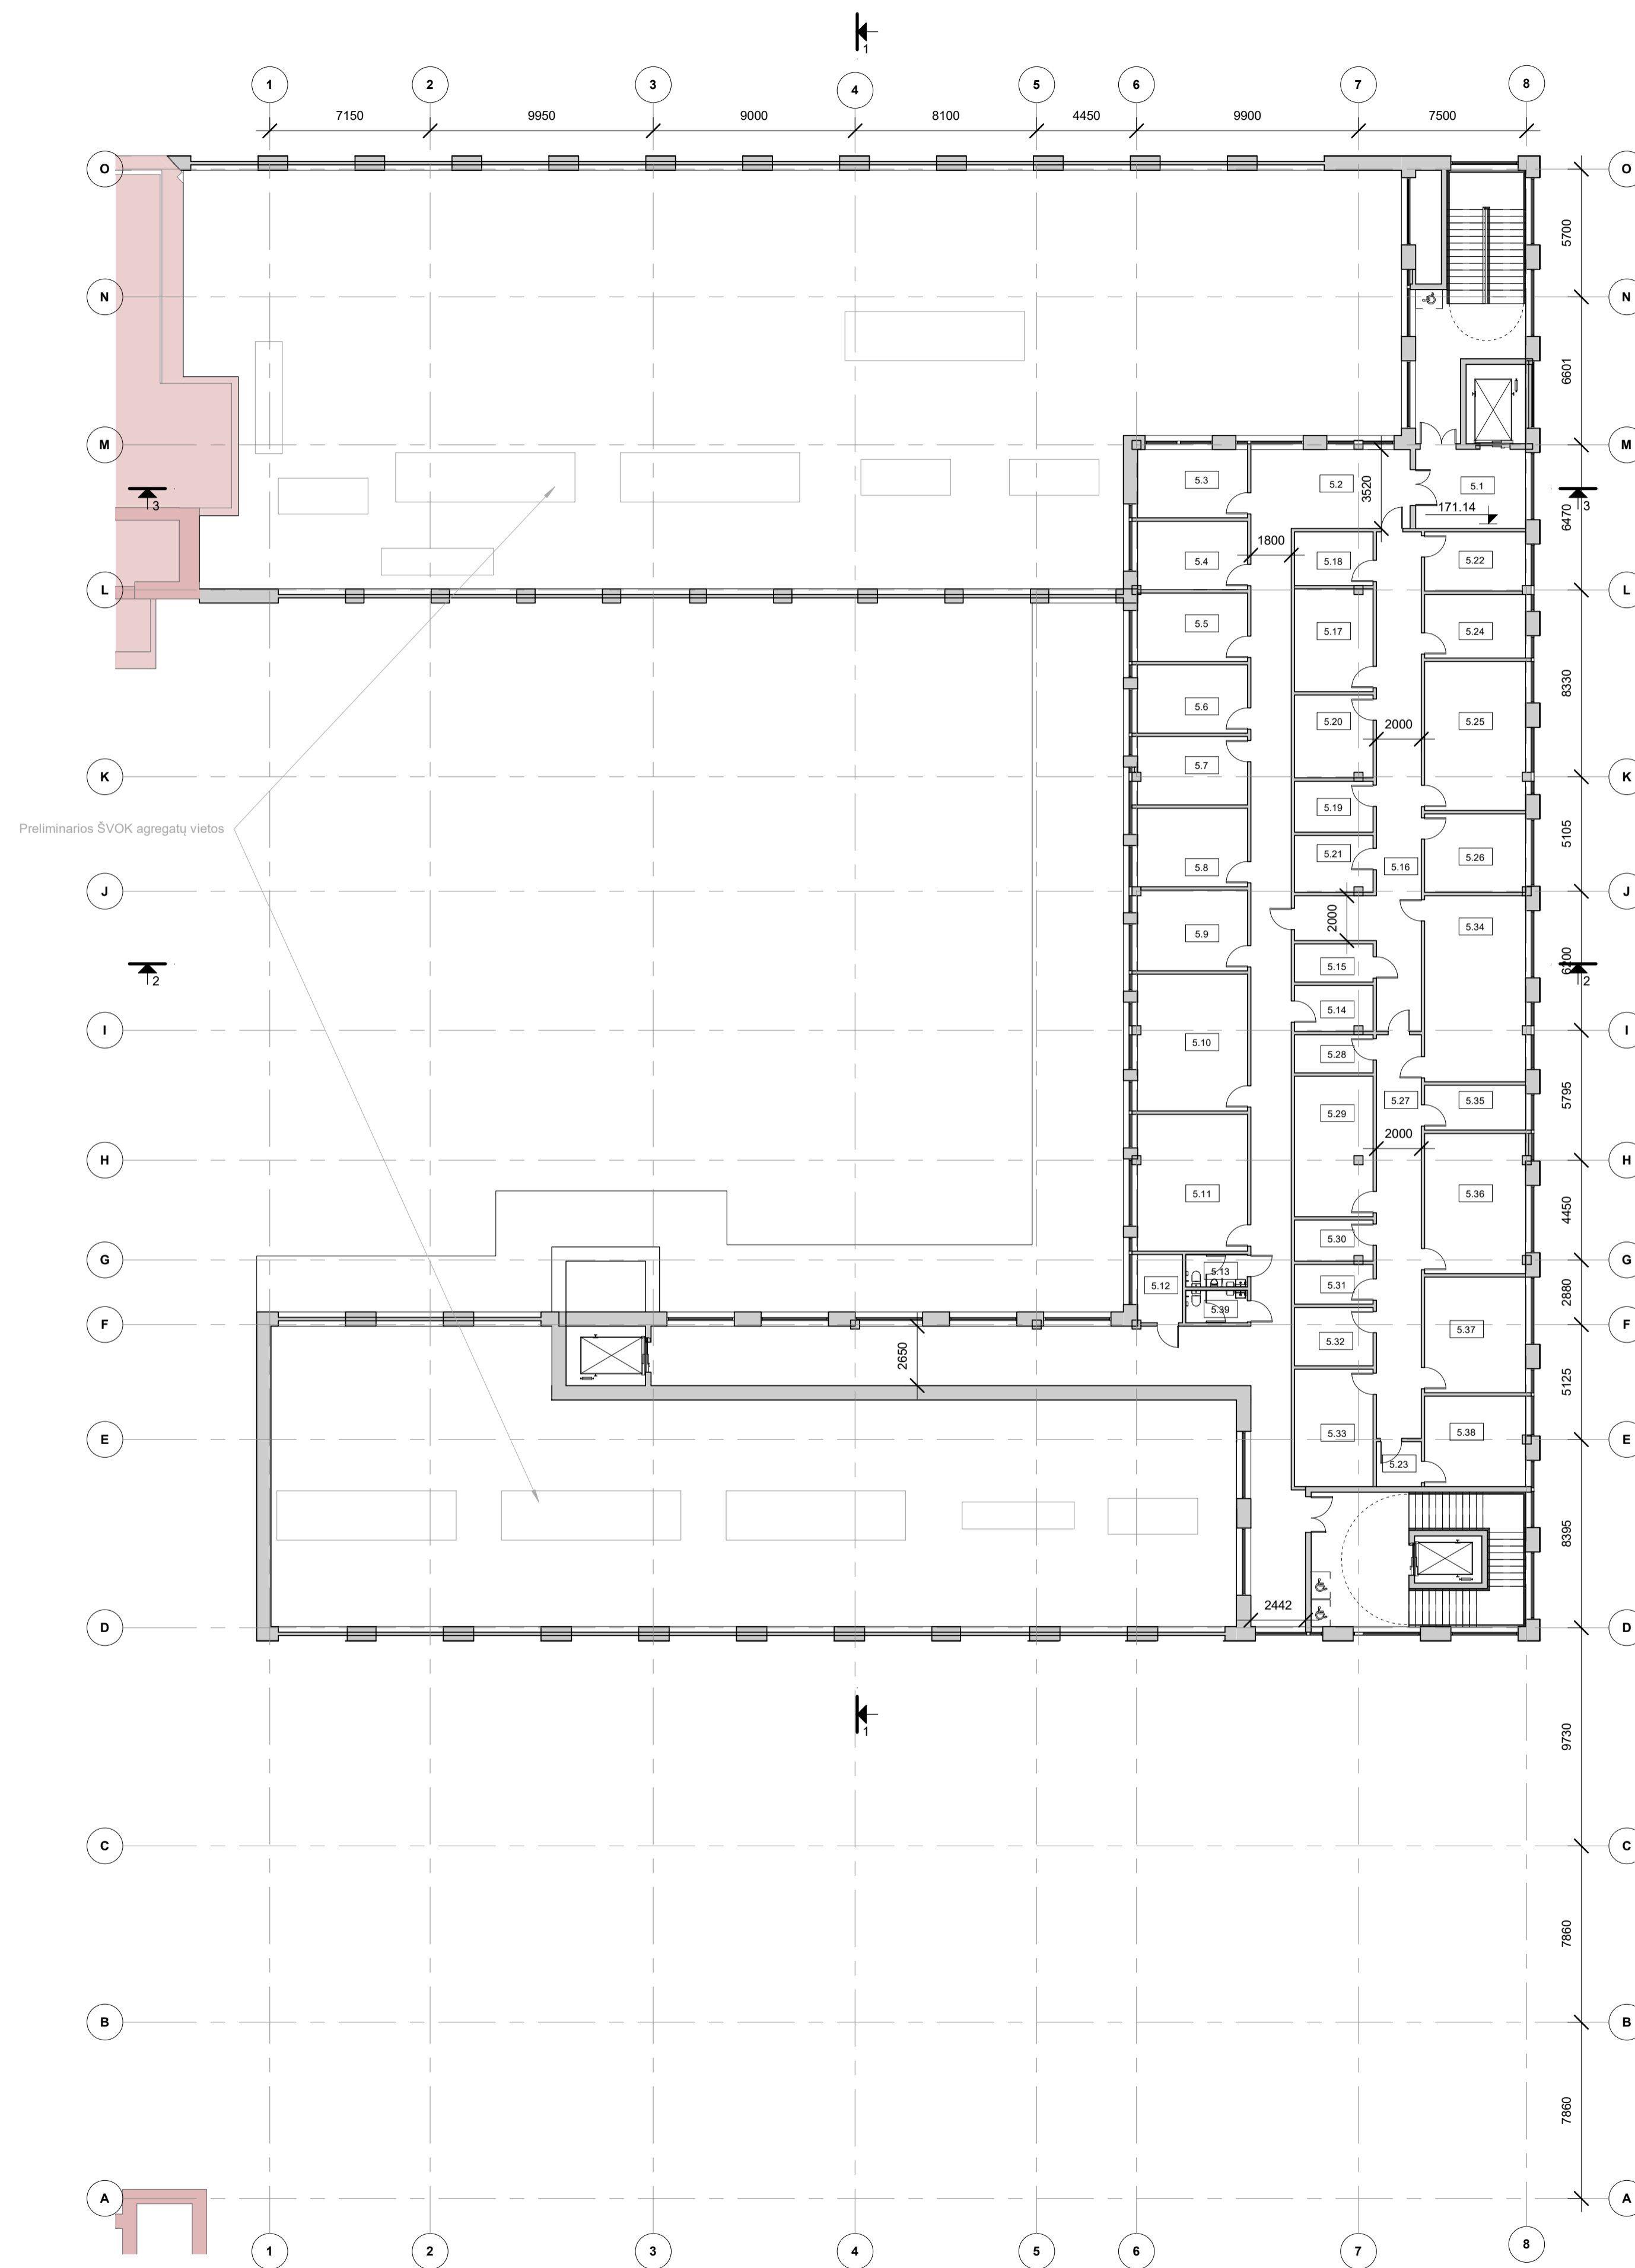 1
1 2 3 4 5 6 7 8
7150 9950 9000 8100 4450 9900 7500
O O
5700
N N
6601
M M
5.3 5.2 3520 5.1
3 6470 3
171.14
1800
5.4 5.18 5.22
L L
5.5 5.17 5.24
8330
5.6 5.20 2000 5.25
5.7
K K
5.19
Preliminarios ŠVOK agregatų vietos
5105
5.8 5.21 5.16 5.26
J J
2000
5.9 5.34
5.15 6200
2 2
5.14
I I
5.10 5.28
5.27 5.35 5795
5.29
2000
H H
5.11 5.36
4450
5.30
G G
5.12 5.13 5.31
2880
5.39
F F
5.32 5.37
2650
5125
5.33 5.38
E E
5.23
8395
2442
D D
1
9730
C C
7860
B B
7860
A A
1 2 3 4 5 6 7 8